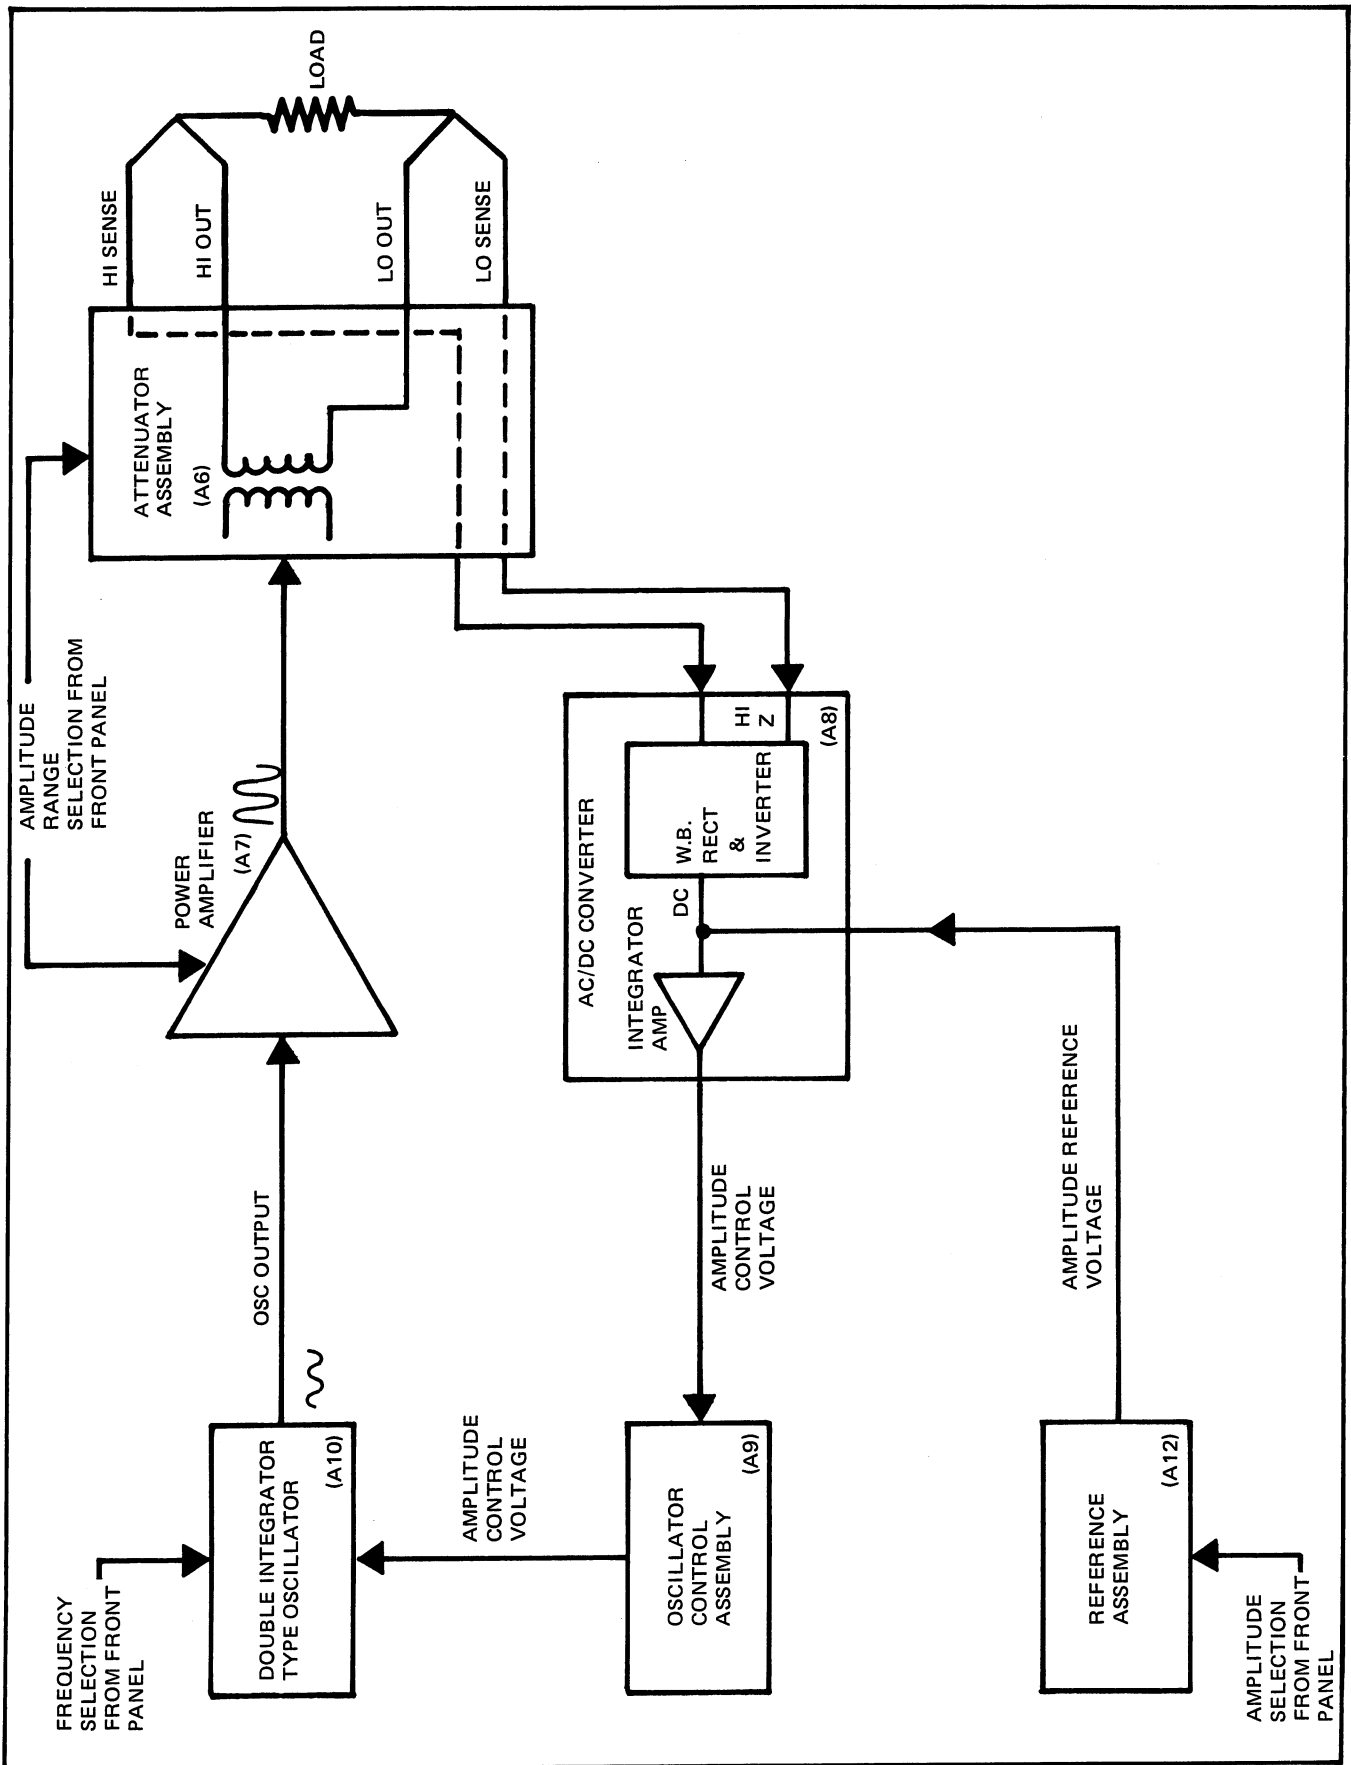 FREQUENCY
SELECTION
FROM FRONT
PANEL
DOUBLE INTEGRATOR
TYPE OSCILLATOR
(A10)
OSC OUTPUT
AMPLITUDE
RANGE
SELECTION FROM
FRONT PANEL
POWER
AMPLIFIER
(A7)
ATTENUATOR
ASSEMBLY
(A6)
HI SENSE
HI OUT
LO OUT
LO SENSE
LOAD
AMPLITUDE
CONTROL
VOLTAGE
OSCILLATOR
CONTROL
ASSEMBLY
(A9)
AMPLITUDE
CONTROL
VOLTAGE
AC/DC CONVERTER
INTEGRATOR
AMP
DC
W.B.
RECT
&
INVERTER
HI
Z
(A8)
REFERENCE
ASSEMBLY
(A12)
AMPLITUDE REFERENCE
VOLTAGE
AMPLITUDE
SELECTION
FROM FRONT
PANEL